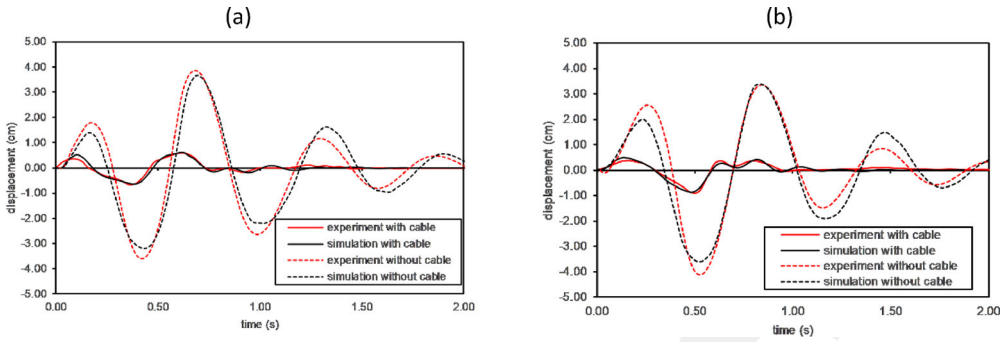 (a)
5.00
4.00
3.00
2.00
1.00
0.00
-1.00
-2.00
-3.00
-4.00
-5.00
displacement (cm)
experiment with cable
simulation with cable
experiment without cable
simulation without cable
0.00 0.50 1.00 1.50 2.00
time (s)
(b)
5.00
4.00
3.00
2.00
1.00
0.00
-1.00
-2.00
-3.00
-4.00
-5.00
displacement (cm)
experiment with cable
simulation with cable
experiment without cable
simulation without cable
0.00 0.50 1.00 1.50 2.00
time (s)